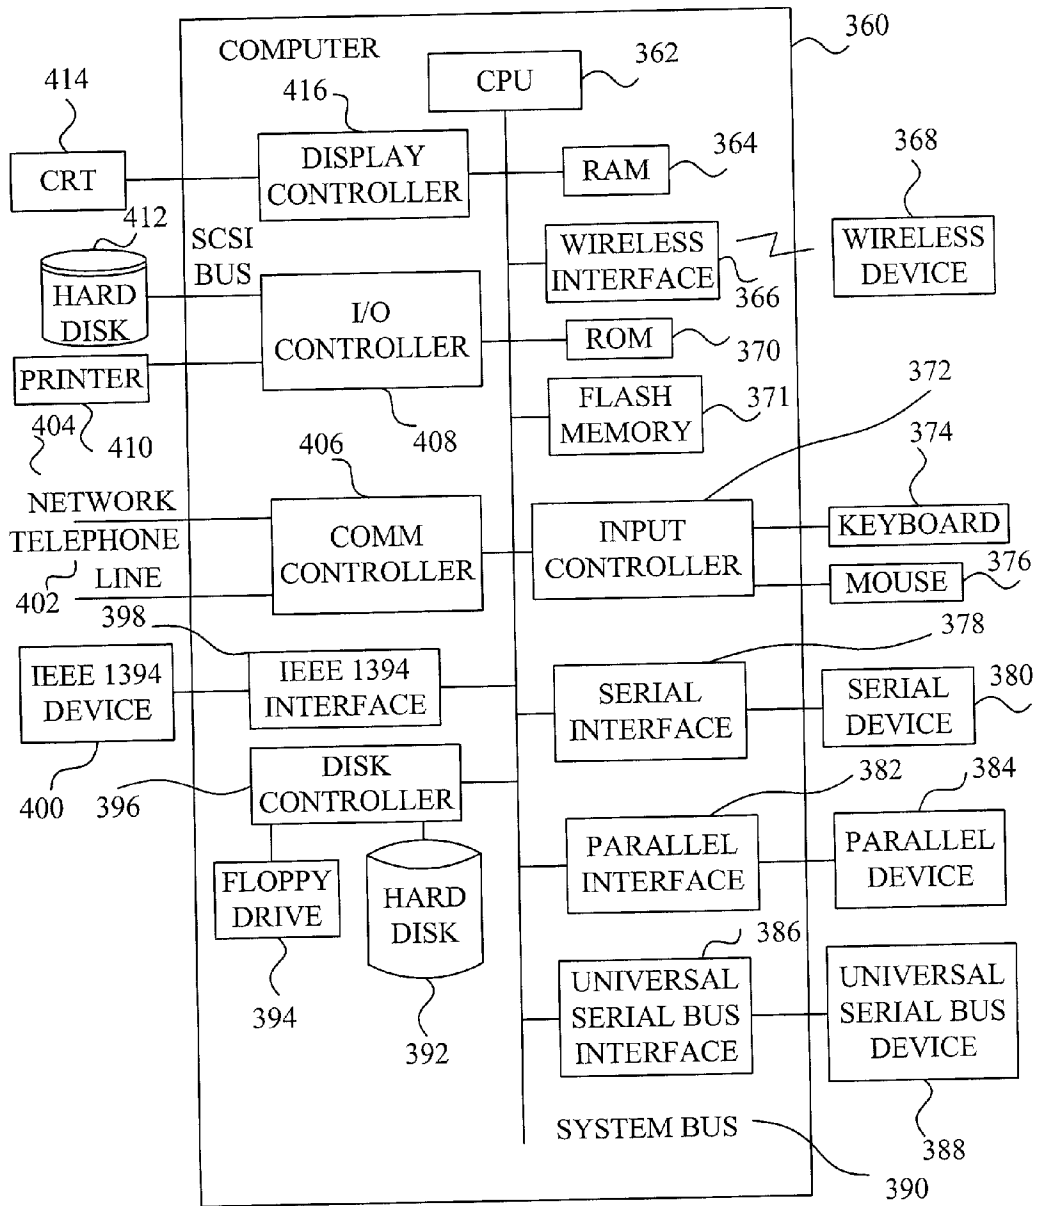 360
COMPUTER
362
CPU
414
416
CRT
DISPLAY
CONTROLLER
364
RAM
368
412
SCSI
BUS
WIRELESS
INTERFACE
366
WIRELESS
DEVICE
HARD
DISK
I/O
CONTROLLER
ROM
370
372
PRINTER
404
410
408
FLASH
MEMORY
371
374
406
NETWORK
TELEPHONE
LINE
402
COMM
CONTROLLER
INPUT
CONTROLLER
KEYBOARD
MOUSE
376
398
378
IEEE 1394
DEVICE
IEEE 1394
INTERFACE
SERIAL
INTERFACE
SERIAL
DEVICE
380
400
396
DISK
CONTROLLER
382
384
FLOPPY
DRIVE
HARD
DISK
PARALLEL
INTERFACE
PARALLEL
DEVICE
394
392
386
UNIVERSAL
SERIAL BUS
INTERFACE
UNIVERSAL
SERIAL BUS
DEVICE
SYSTEM BUS
388
390